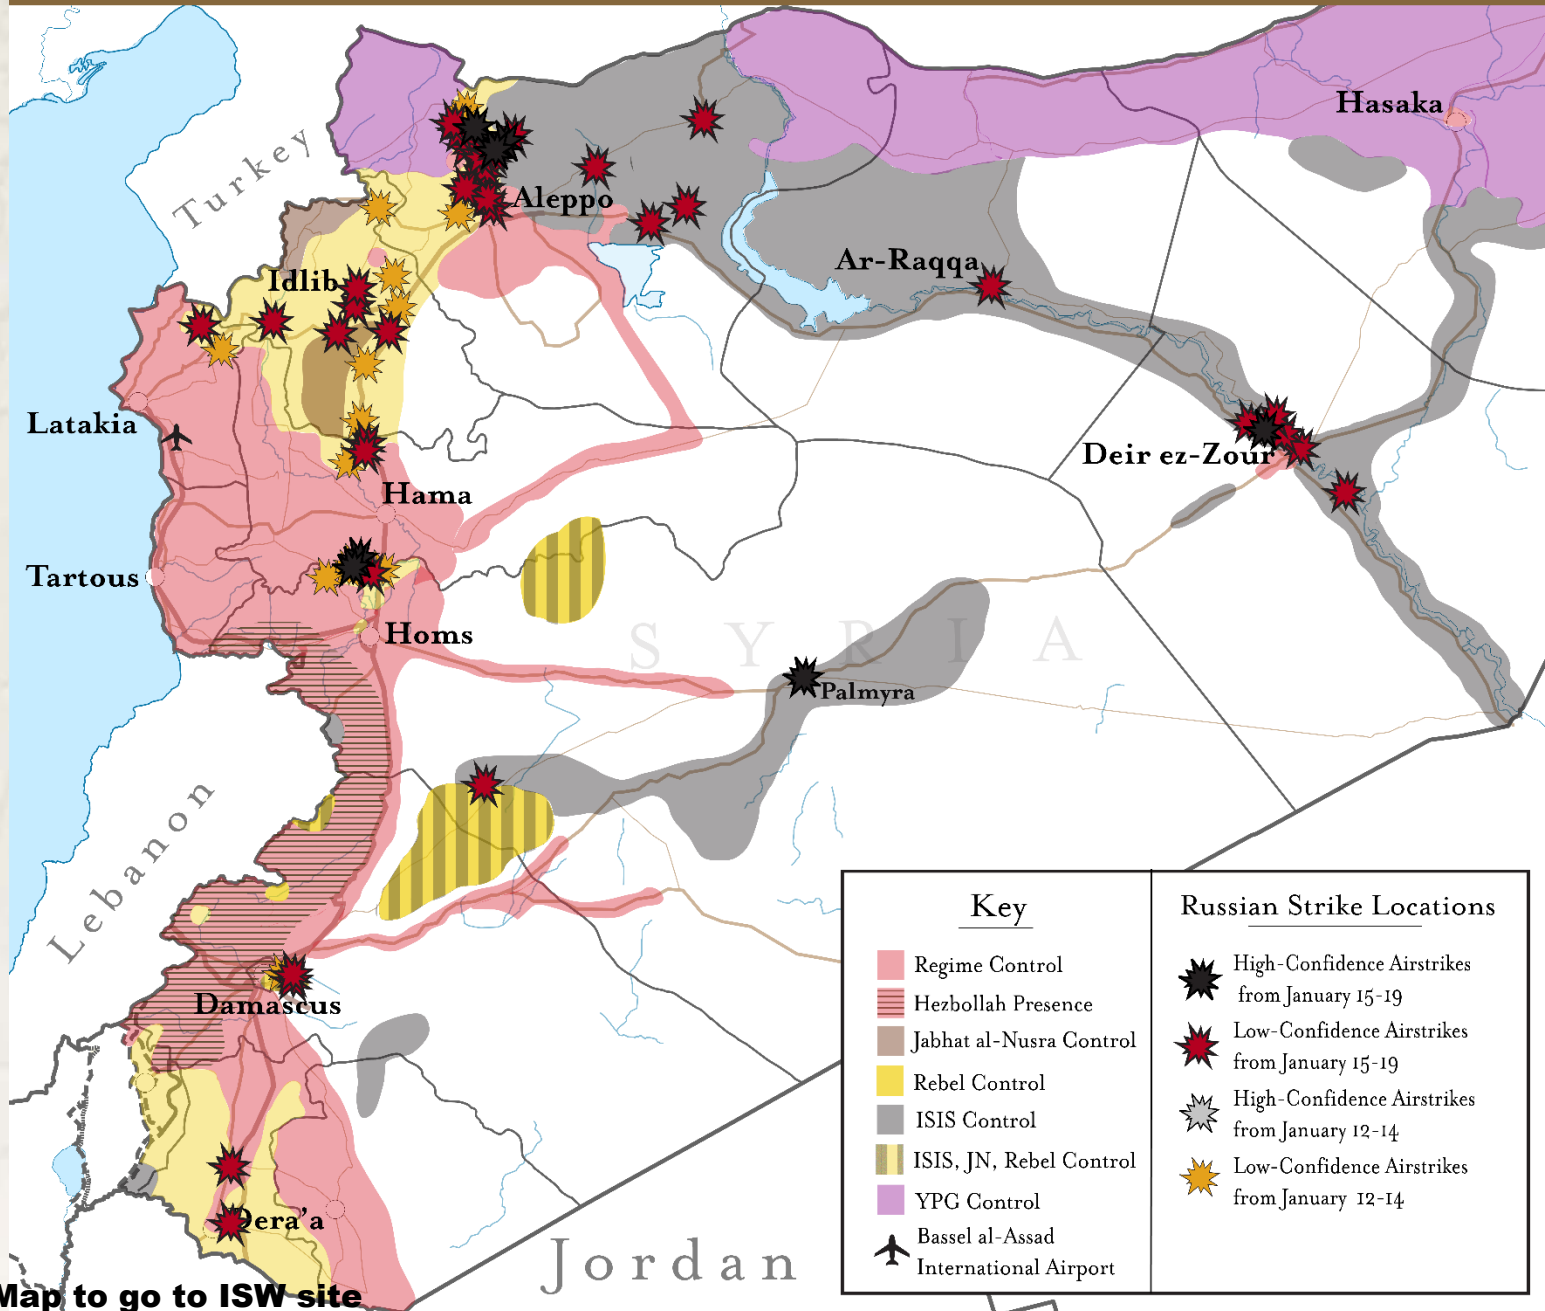 Turkey
Hasaka
Aleppo
Idlib
Ar-Raqqa
Latakia
Deir ez-Zour
Hama
Tartous
Homs
SYRIA
Palmyra
Lebanon
Damascus
Dera'a
Jordan
Key
Regime Control
Hezbollah Presence
Jabhat al-Nusra Control
Rebel Control
ISIS Control
ISIS, JN, Rebel Control
YPG Control
Bassel al-Assad
International Airport
Russian Strike Locations
High-Confidence Airstrikes
from January 15-19
Low-Confidence Airstrikes
from January 15-19
High-Confidence Airstrikes
from January 12-14
Low-Confidence Airstrikes
from January 12-14
Map to go to ISW site